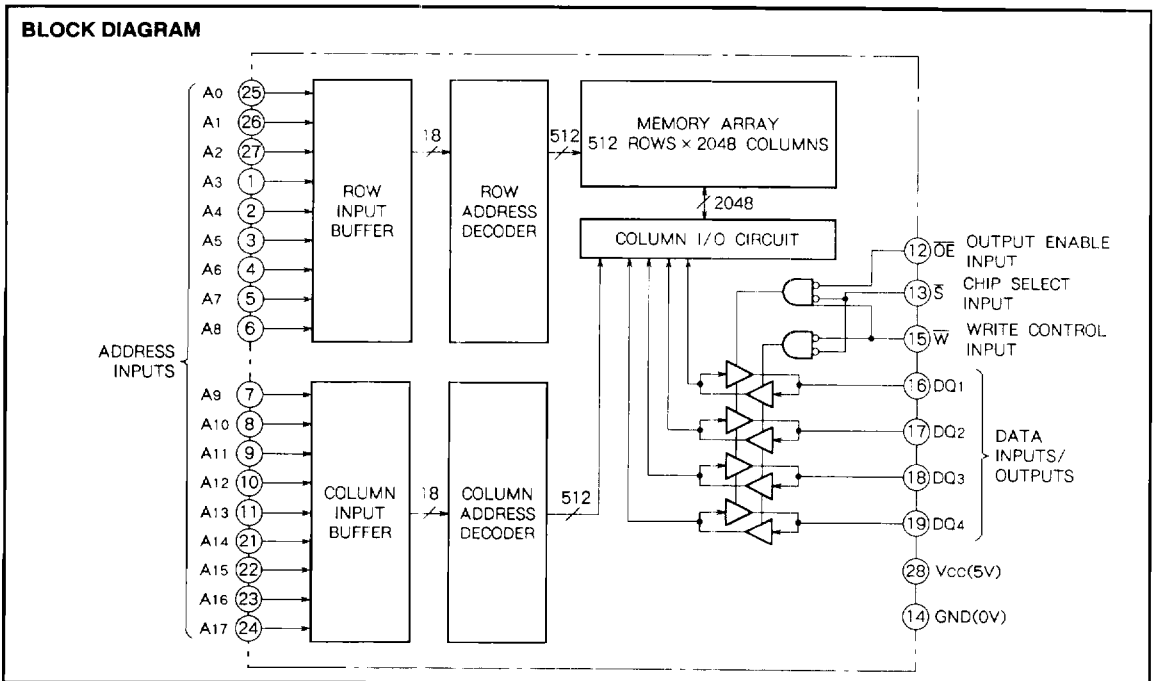 BLOCK DIAGRAM
ADDRESS
INPUTS
A0 25
A1 26
A2 27
A3 1
A4 2
A5 3
A6 4
A7 5
A8 6
A9 7
A10 8
A11 9
A12 10
A13 11
A14 21
A15 22
A16 23
A17 24
ROW
INPUT
BUFFER
18
ROW
ADDRESS
DECODER
512
MEMORY ARRAY
512 ROWS × 2048 COLUMNS
2048
COLUMN I/O CIRCUIT
COLUMN
INPUT
BUFFER
18
COLUMN
ADDRESS
DECODER
512
12 O̅E̅ OUTPUT ENABLE
INPUT
13 S̅ CHIP SELECT
INPUT
15 W̅ WRITE CONTROL
INPUT
16 DQ1
17 DQ2
18 DQ3
19 DQ4
DATA
INPUTS/
OUTPUTS
28 VCC(5V)
14 GND(0V)